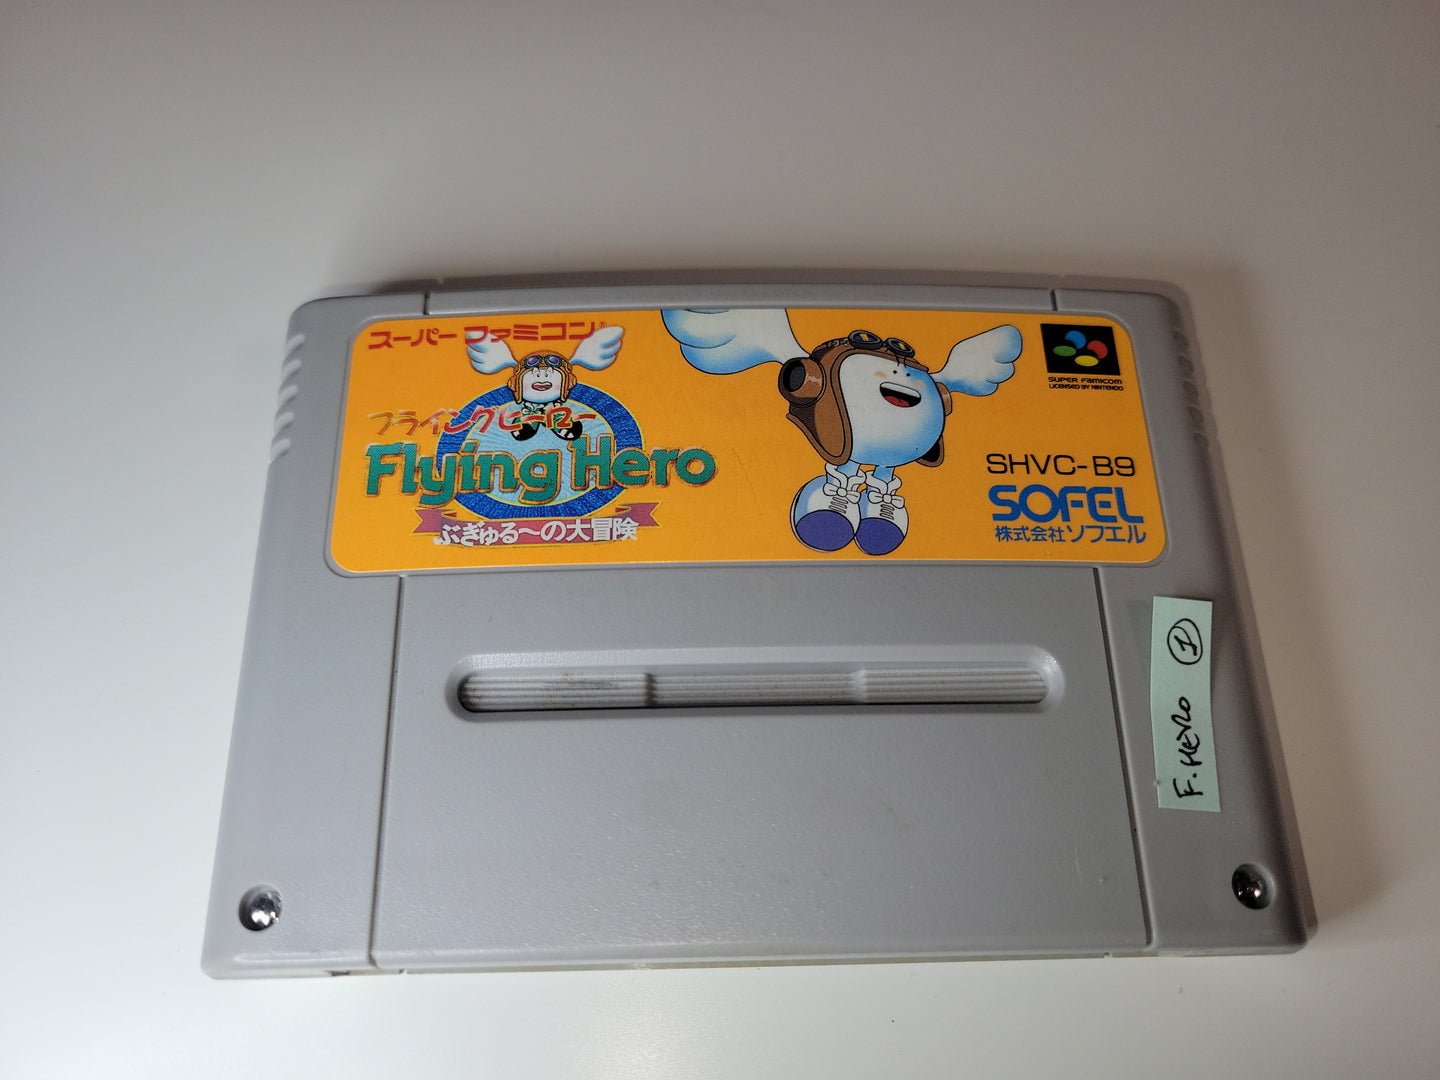 スーパーファミコン®
フライングヒーロー
Flying Hero
ぶぎゅる～の大冒険
SUPER Famicom
LICENSED BY NINTENDO
SHVC-B9
SOFEL
株式会社ソフエル
F. HERO ①